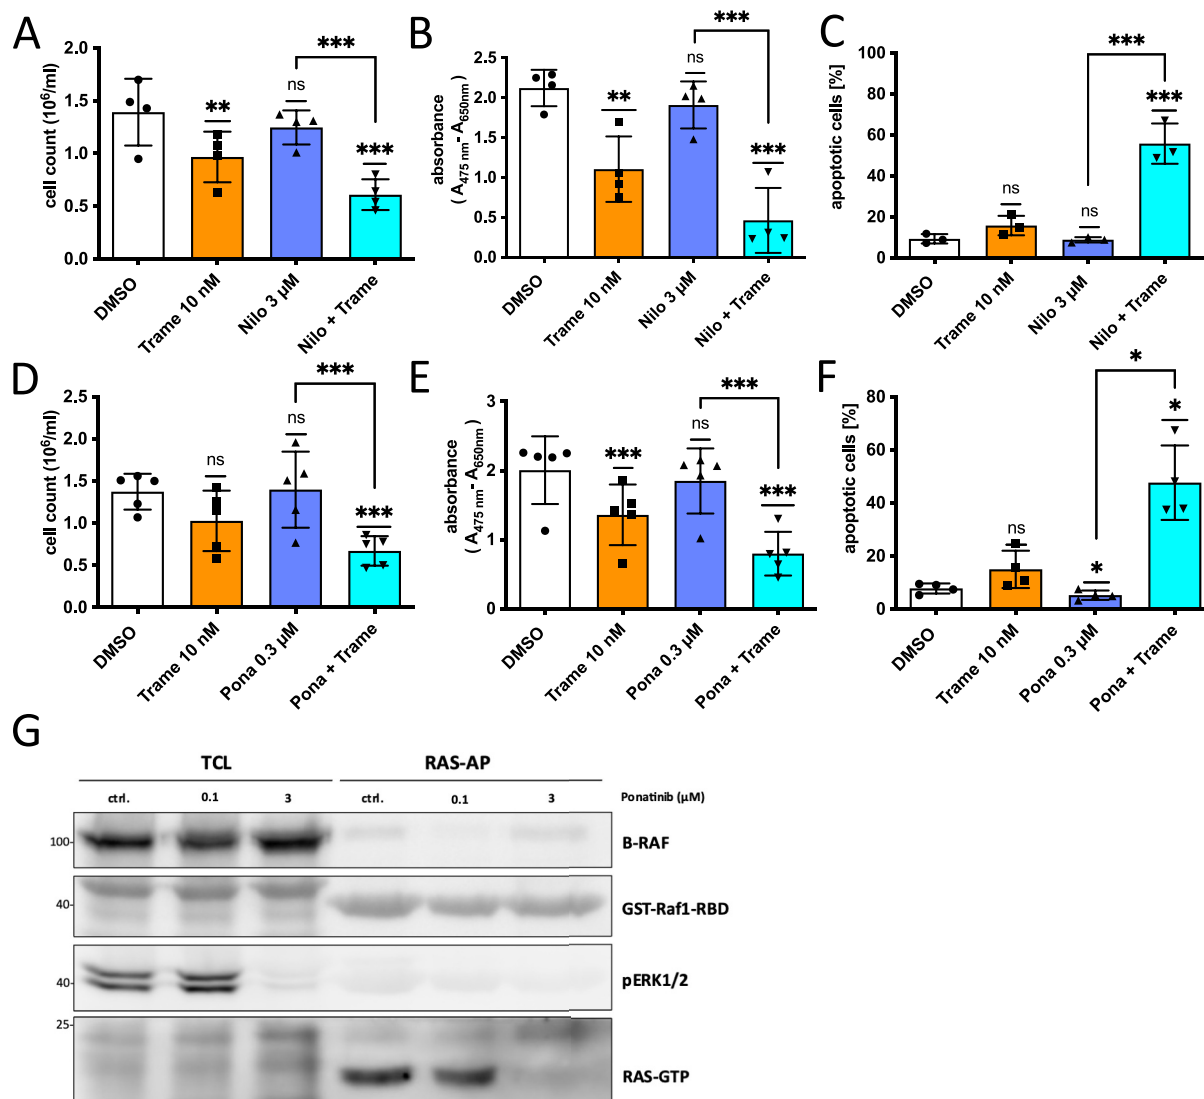 A
cell count (10⁶/ml)
2.0
1.5
1.0
0.5
0.0
**
ns
***
***
DMSO
Trame 10 nM
Nilo 3 µM
Nilo + Trame
B
absorbance
( A475 nm- A650nm)
2.5
2.0
1.5
1.0
0.5
0.0
**
ns
***
***
DMSO
Trame 10 nM
Nilo 3 µM
Nilo + Trame
C
apoptotic cells [%]
100
80
60
40
20
0
ns
ns
***
***
DMSO
Trame 10 nM
Nilo 3 µM
Nilo + Trame
D
cell count (10⁶/ml)
2.5
2.0
1.5
1.0
0.5
0.0
ns
ns
***
***
DMSO
Trame 10 nM
Pona 0.3 µM
Pona + Trame
E
absorbance
( A475 nm- A650nm)
3
2
1
0
***
ns
***
***
DMSO
Trame 10 nM
Pona 0.3 µM
Pona + Trame
F
apoptotic cells [%]
80
60
40
20
0
ns
*
*
*
DMSO
Trame 10 nM
Pona 0.3 µM
Pona + Trame
G
TCL RAS-AP
ctrl. 0.1 3 ctrl. 0.1 3 Ponatinib (µM)
100 B-RAF
40 GST-Raf1-RBD
40 pERK1/2
25
RAS-GTP